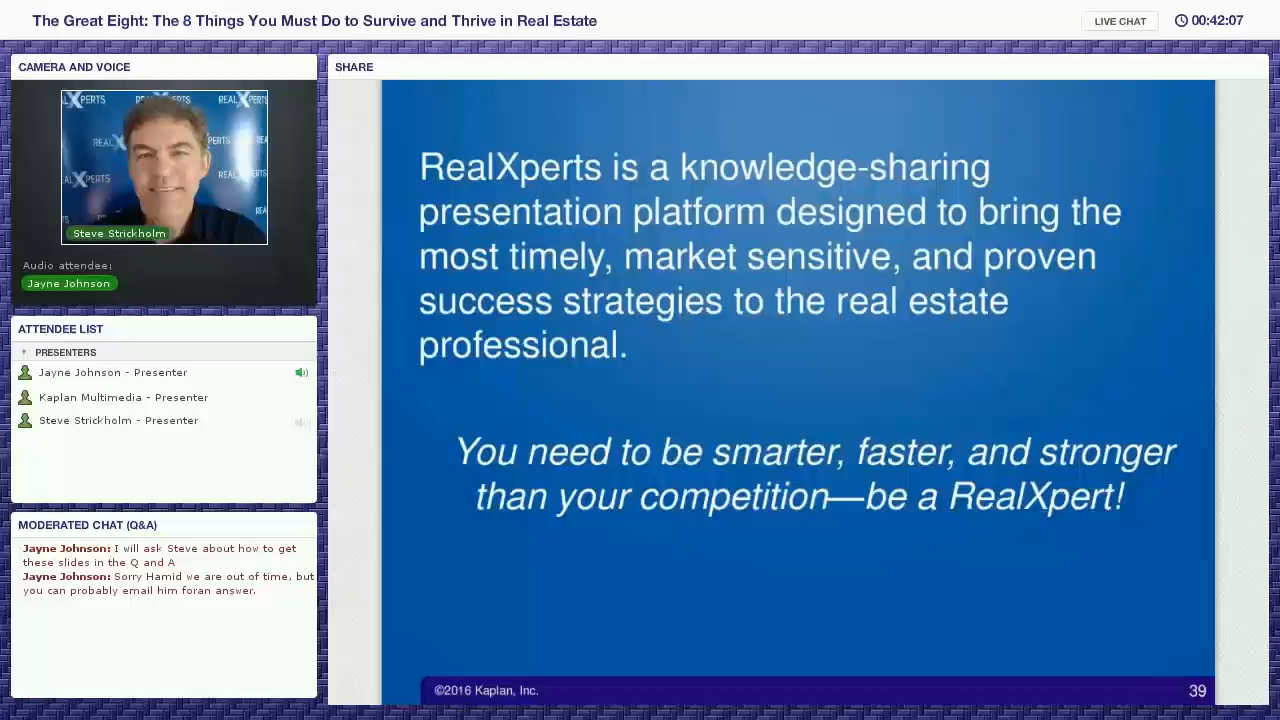 The Great Eight: The 8 Things You Must Do to Survive and Thrive in Real Estate
LIVE CHAT
00:42:07
CAMERA AND VOICE
REALXPERTS
Steve Strickholm
Audio attendee:
Jayne Johnson
ATTENDEE LIST
PRESENTERS
Jayne Johnson - Presenter
Kaplan Multimedia - Presenter
Steve Strickholm - Presenter
MODERATED CHAT (Q&A)
Jayne Johnson: I will ask Steve about how to get
these slides in the Q and A
Jayne Johnson: Sorry Hamid we are out of time, but
you can probably email him foran answer.
SHARE
RealXperts is a knowledge-sharing
presentation platform designed to bring the
most timely, market sensitive, and proven
success strategies to the real estate
professional.
You need to be smarter, faster, and stronger
than your competition—be a RealXpert!
©2016 Kaplan, Inc.
39